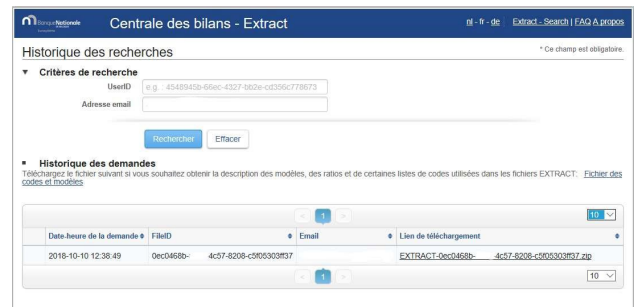 BanqueNationale
Centrale des bilans - Extract
nl - fr - de Extract - Search | FAQ A propos
Historique des recherches
* Ce champ est obligatoire.
Critères de recherche
UserID e.g. : 4548945b-66ec-4327-bb2e-cd356c778673
Adresse email
Rechercher Effacer
Historique des demandes
Téléchargez le fichier suivant si vous souhaitez obtenir la description des modèles, des ratios et de certaines listes de codes utilisées dans les fichiers EXTRACT: Fichier des
codes et modèles
< 1 > 10
Date-heure de la demande FileID Email Lien de téléchargement
2018-10-10 12:38:49 0ec0468b- 4c57-8208-c5f05303ff37 EXTRACT-0ec0468b- 4c57-8208-c5f05303ff37.zip
< 1 > 10